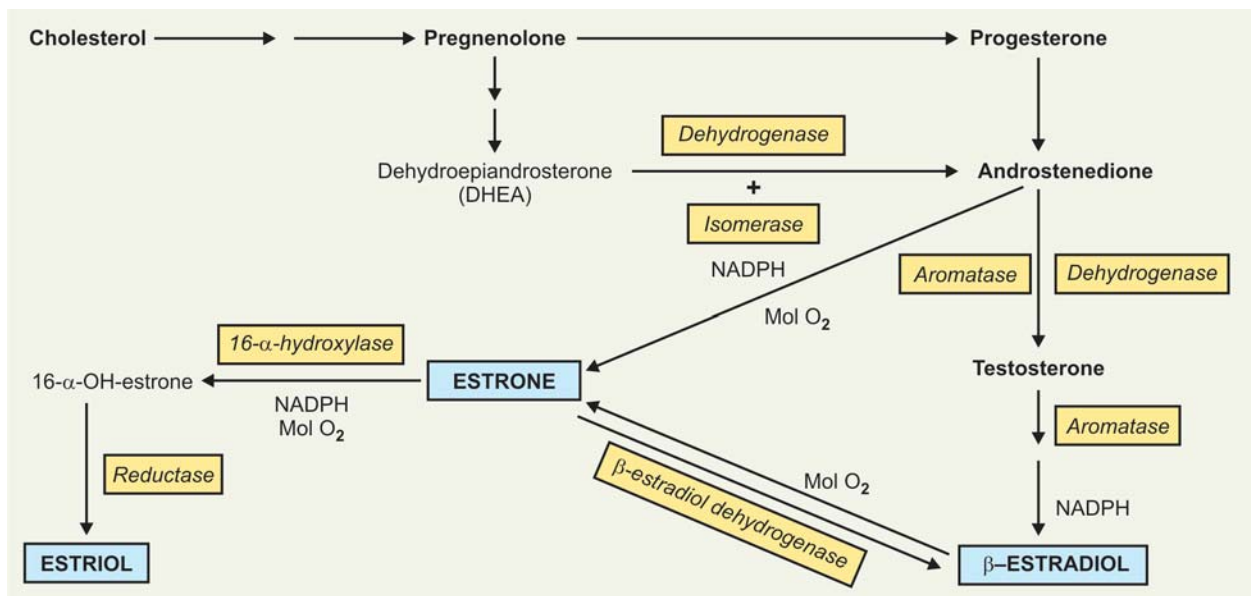 Cholesterol
Pregnenolone
Progesterone
Dehydrogenase
Dehydroepiandrosterone
(DHEA)
+
Androstenedione
Isomerase
NADPH
Aromatase
Dehydrogenase
Mol O₂
16-α-hydroxylase
16-α-OH-estrone
ESTRONE
Testosterone
NADPH
Mol O₂
Aromatase
Reductase
β-estradiol dehydrogenase
Mol O₂
NADPH
ESTRIOL
β–ESTRADIOL